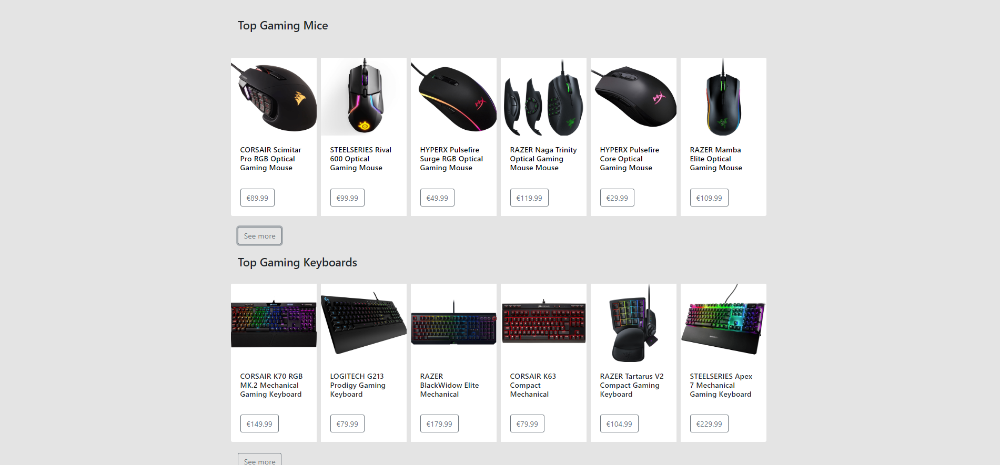 Top Gaming Mice
CORSAIR Scimitar
Pro RGB Optical
Gaming Mouse
€89.99
STEELSERIES Rival
600 Optical
Gaming Mouse
€99.99
HYPERX Pulsefire
Surge RGB Optical
Gaming Mouse
€49.99
RAZER Naga Trinity
Optical Gaming
Mouse Mouse
€119.99
HYPERX Pulsefire
Core Optical
Gaming Mouse
€29.99
RAZER Mamba
Elite Optical
Gaming Mouse
€109.99
See more
Top Gaming Keyboards
CORSAIR K70 RGB
MK.2 Mechanical
Gaming Keyboard
€149.99
LOGITECH G213
Prodigy Gaming
Keyboard
€79.99
RAZER
BlackWidow Elite
Mechanical
€179.99
CORSAIR K63
Compact
Mechanical
€79.99
RAZER Tartarus V2
Compact Gaming
Keyboard
€104.99
STEELSERIES Apex
7 Mechanical
Gaming Keyboard
€229.99
See more